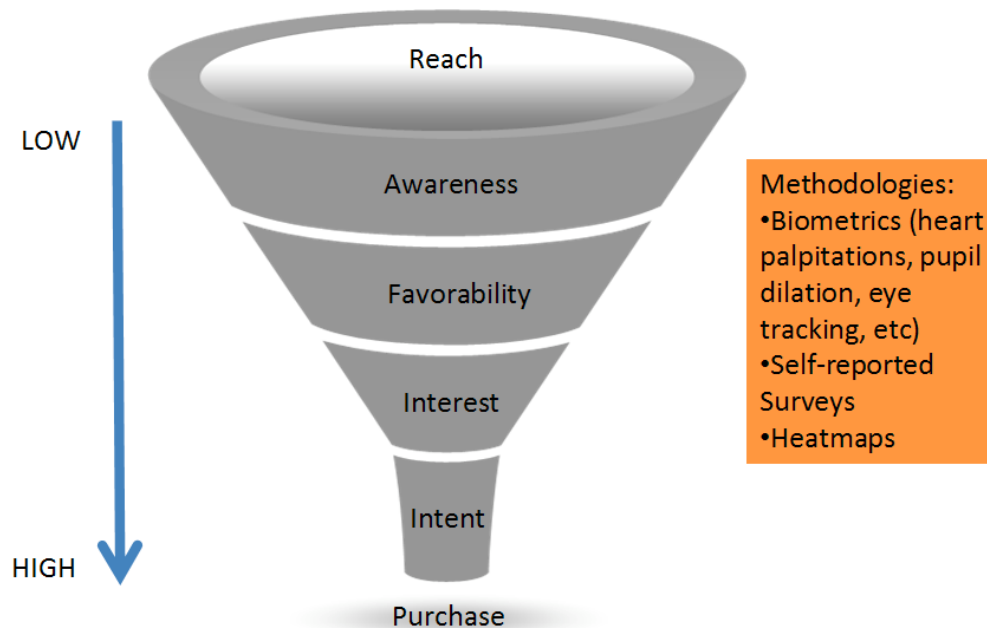 Reach
LOW
Awareness
Favorability
Interest
Intent
HIGH
Purchase
Methodologies:
•Biometrics (heart
palpitations, pupil
dilation, eye
tracking, etc)
•Self-reported
Surveys
•Heatmaps